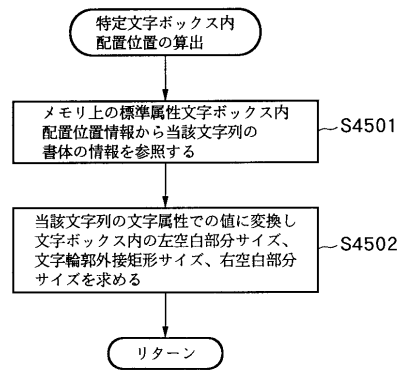 特定文字ボックス内
配置位置の算出
メモリ上の標準属性文字ボックス内
配置位置情報から当該文字列の
書体の情報を参照する
S4501
当該文字列の文字属性での値に変換し
文字ボックス内の左空白部分サイズ、
文字輪郭外接矩形サイズ、右空白部分
サイズを求める
S4502
リターン